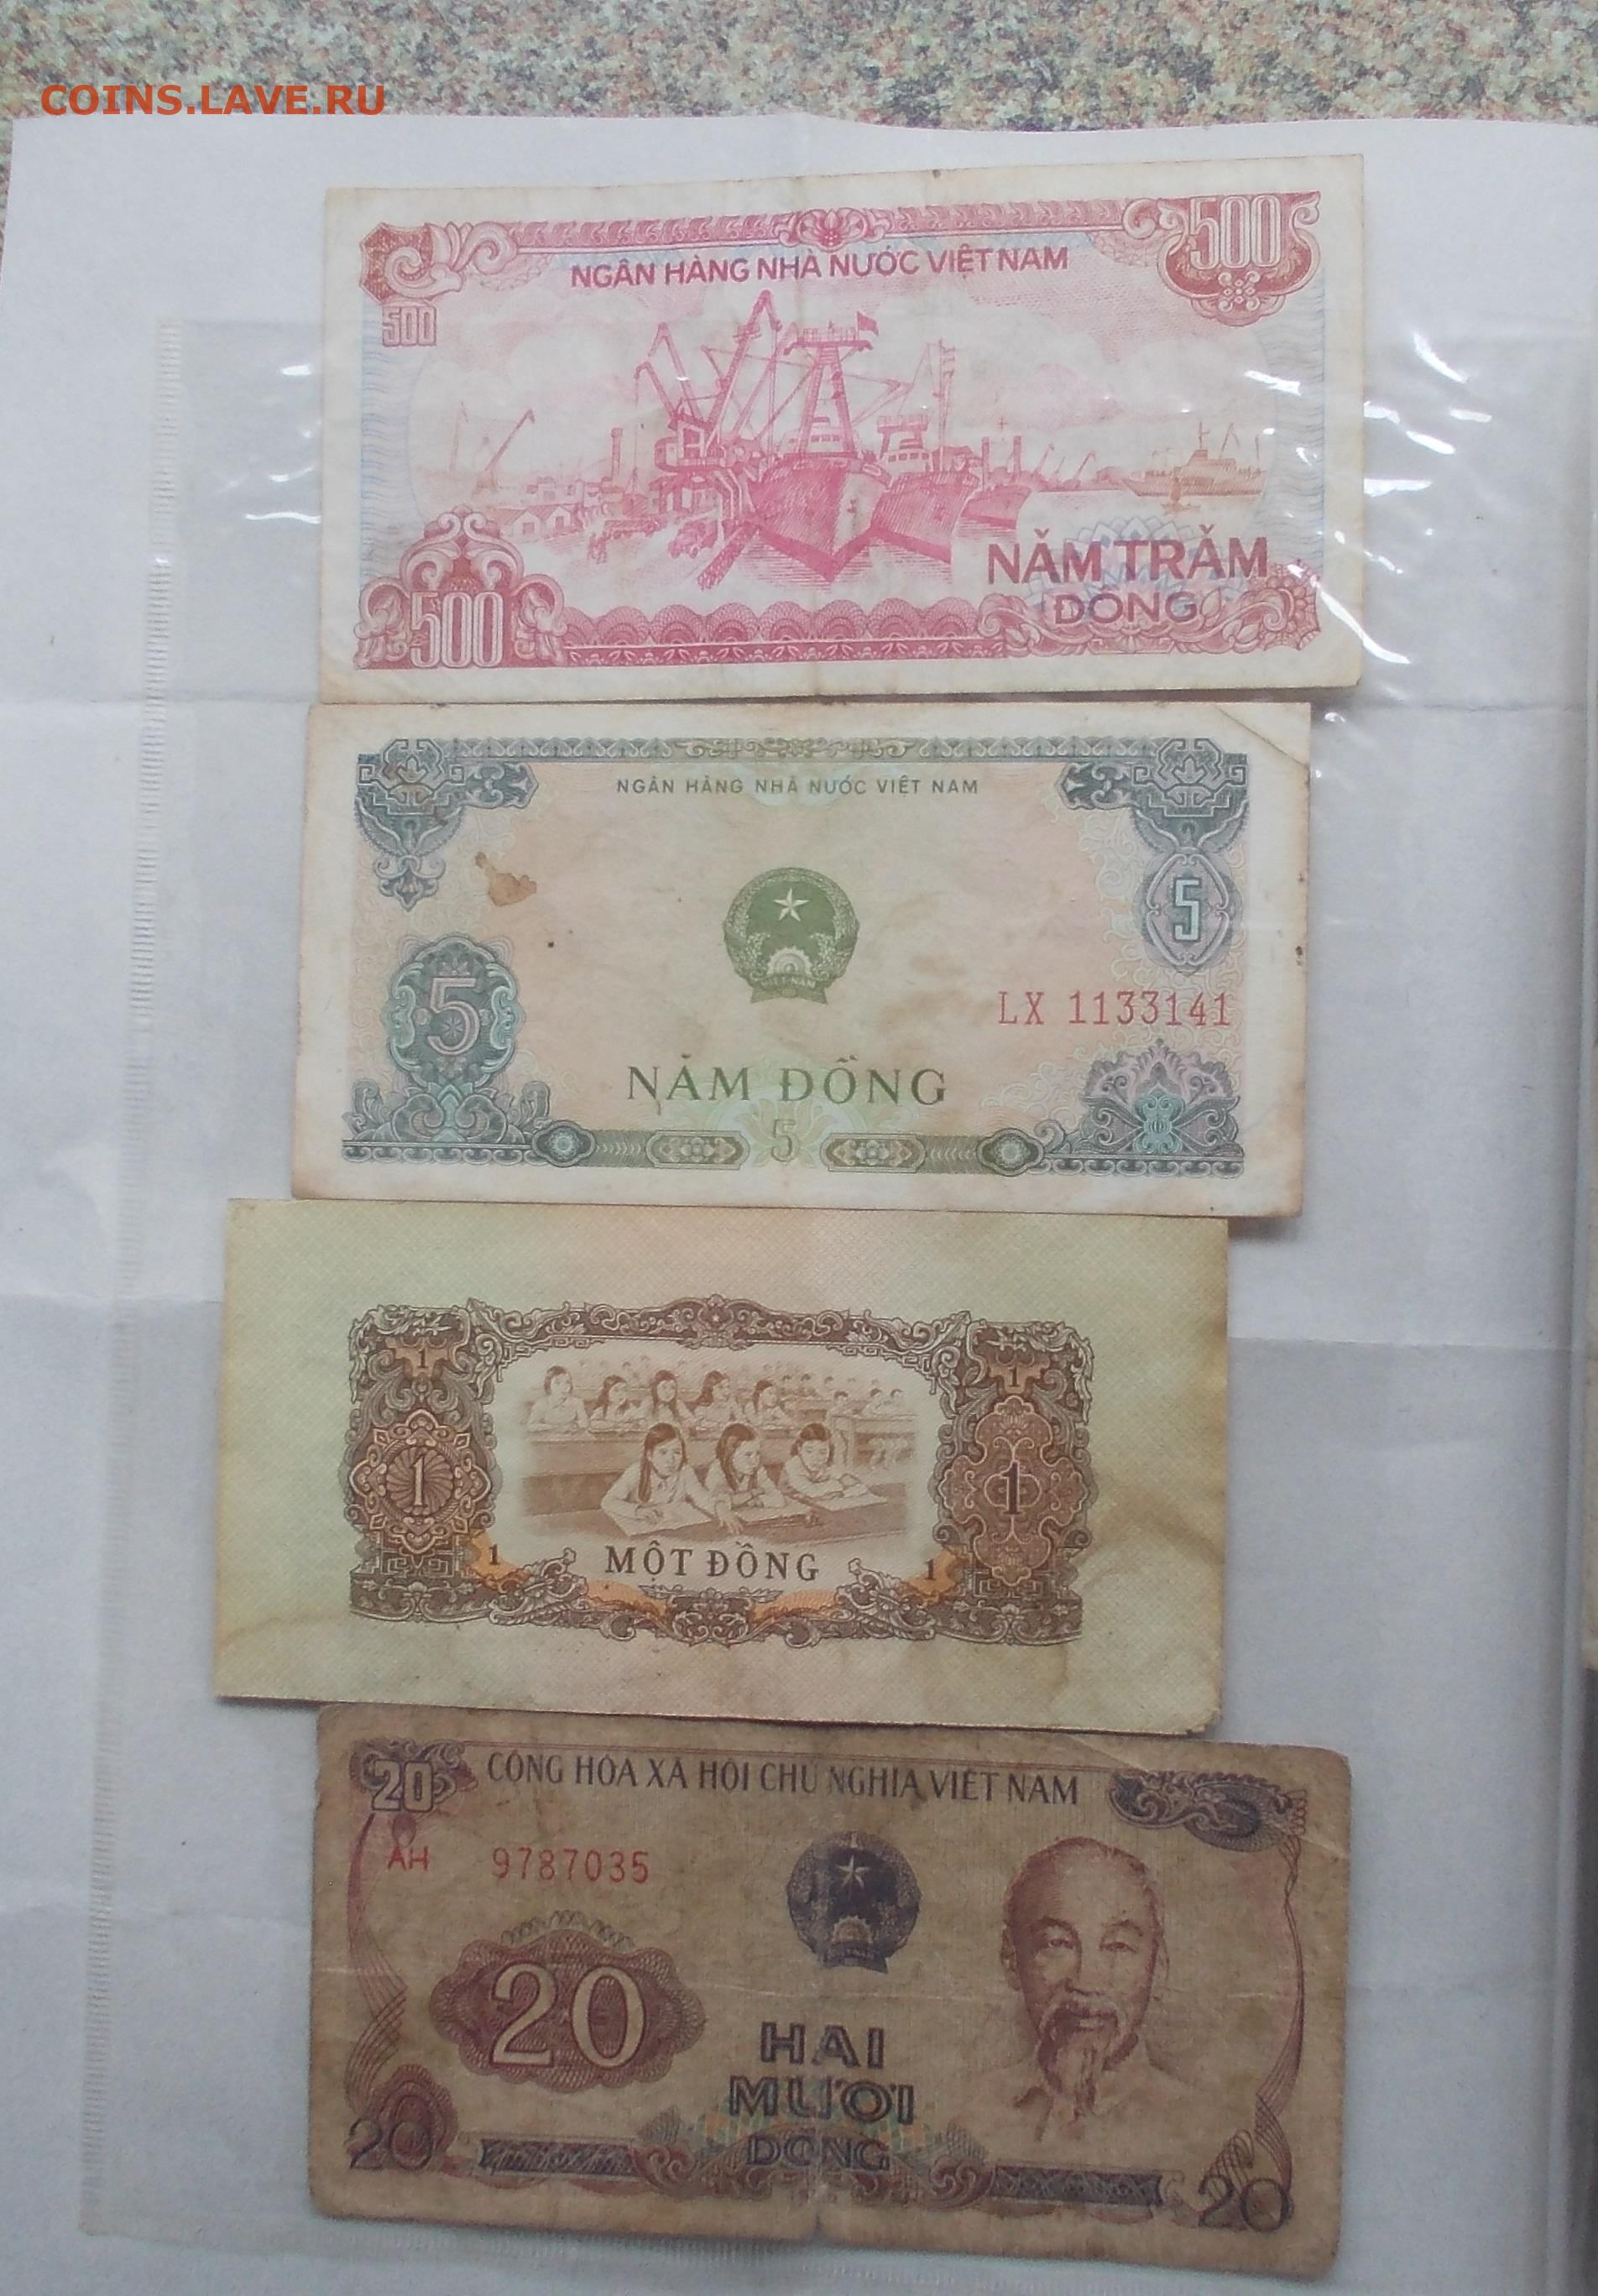 COINS.LAVE.RU
500
NGÂN HÀNG NHÀ NƯỚC VIỆT NAM
500
NĂM TRĂM
ĐỒNG
500
NGÂN HÀNG NHÀ NƯỚC VIỆT NAM
5
VIỆT NAM
5
LX 1133141
NĂM ĐỒNG
5
1
1
1
1
1
MỘT ĐỒNG
1
20
CỘNG HÒA XÃ HỘI CHỦ NGHĨA VIỆT NAM
AH 9787035
20
HAI
MƯƠI
ĐỒNG
20
20